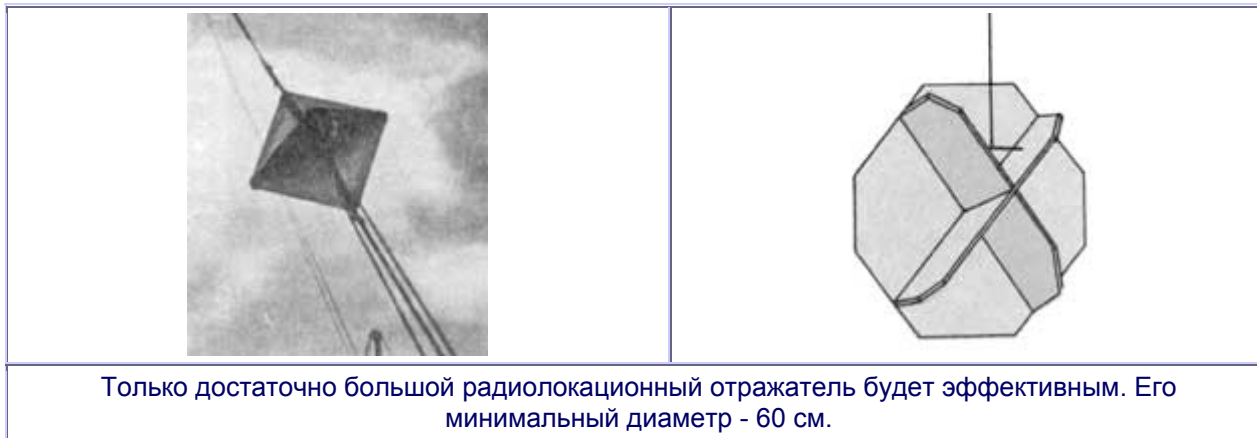 Только достаточно большой радиолокационный отражатель будет эффективным. Его
минимальный диаметр - 60 см.